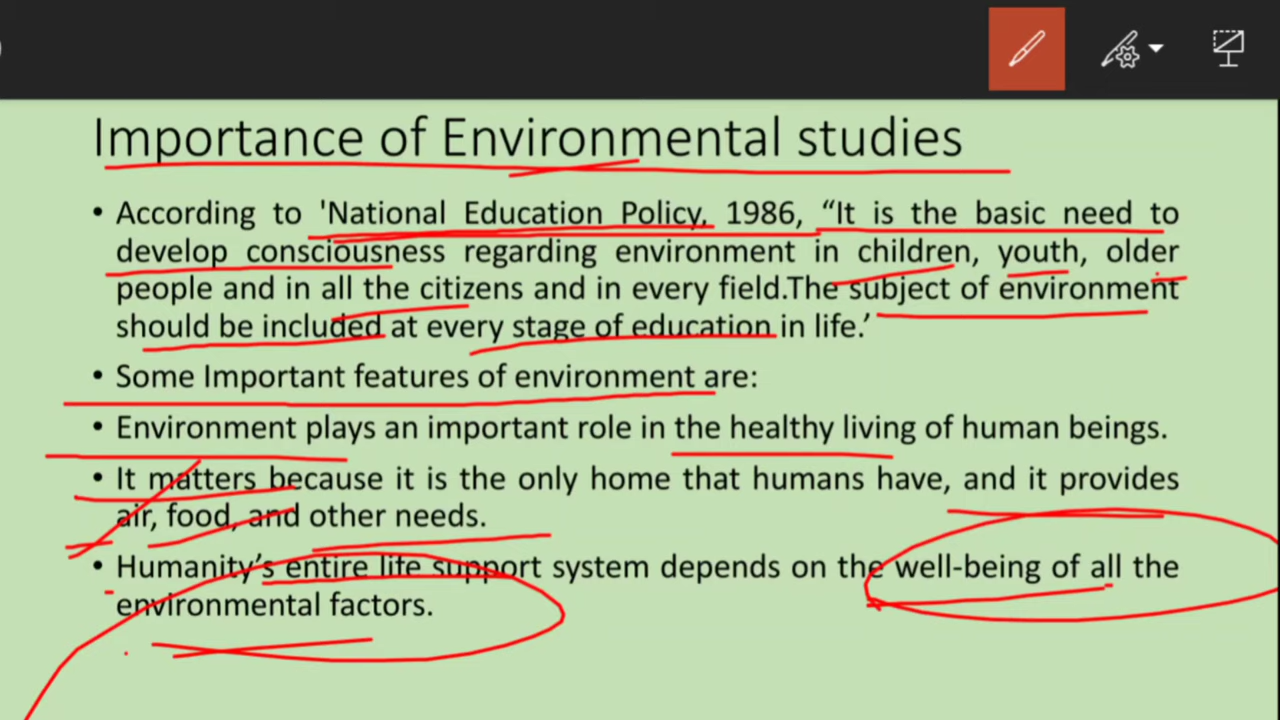 Importance of Environmental studies
• According to 'National Education Policy, 1986, “It is the basic need to
develop consciousness regarding environment in children, youth, older
people and in all the citizens and in every field.The subject of environment
should be included at every stage of education in life.’
• Some Important features of environment are:
• Environment plays an important role in the healthy living of human beings.
• It matters because it is the only home that humans have, and it provides
air, food, and other needs.
• Humanity’s entire life support system depends on the well-being of all the
environmental factors.